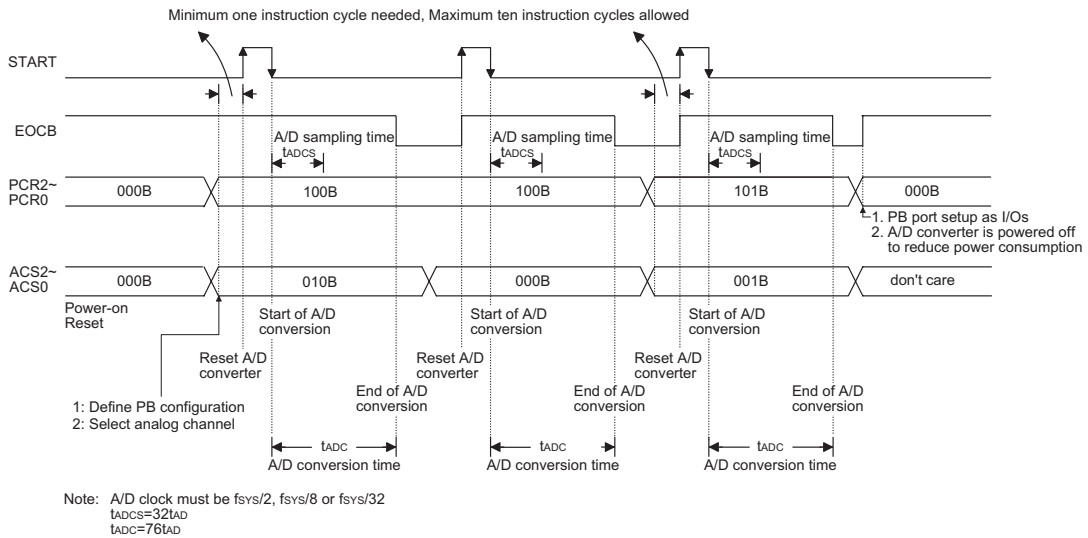 Minimum one instruction cycle needed, Maximum ten instruction cycles allowed
START
EOCB
A/D sampling time
tADCS
A/D sampling time
tADCS
A/D sampling time
tADCS
PCR2~
PCR0
000B
100B
100B
101B
000B
1. PB port setup as I/Os
2. A/D converter is powered off
to reduce power consumption
ACS2~
ACS0
000B
010B
000B
001B
don't care
Power-on
Reset
Start of A/D
conversion
Start of A/D
conversion
Start of A/D
conversion
Reset A/D
converter
Reset A/D
converter
Reset A/D
converter
1: Define PB configuration
2: Select analog channel
End of A/D
conversion
End of A/D
conversion
End of A/D
conversion
tADC
A/D conversion time
tADC
A/D conversion time
tADC
A/D conversion time
Note: A/D clock must be fSYS/2, fSYS/8 or fSYS/32
tADCS=32tAD
tADC=76tAD